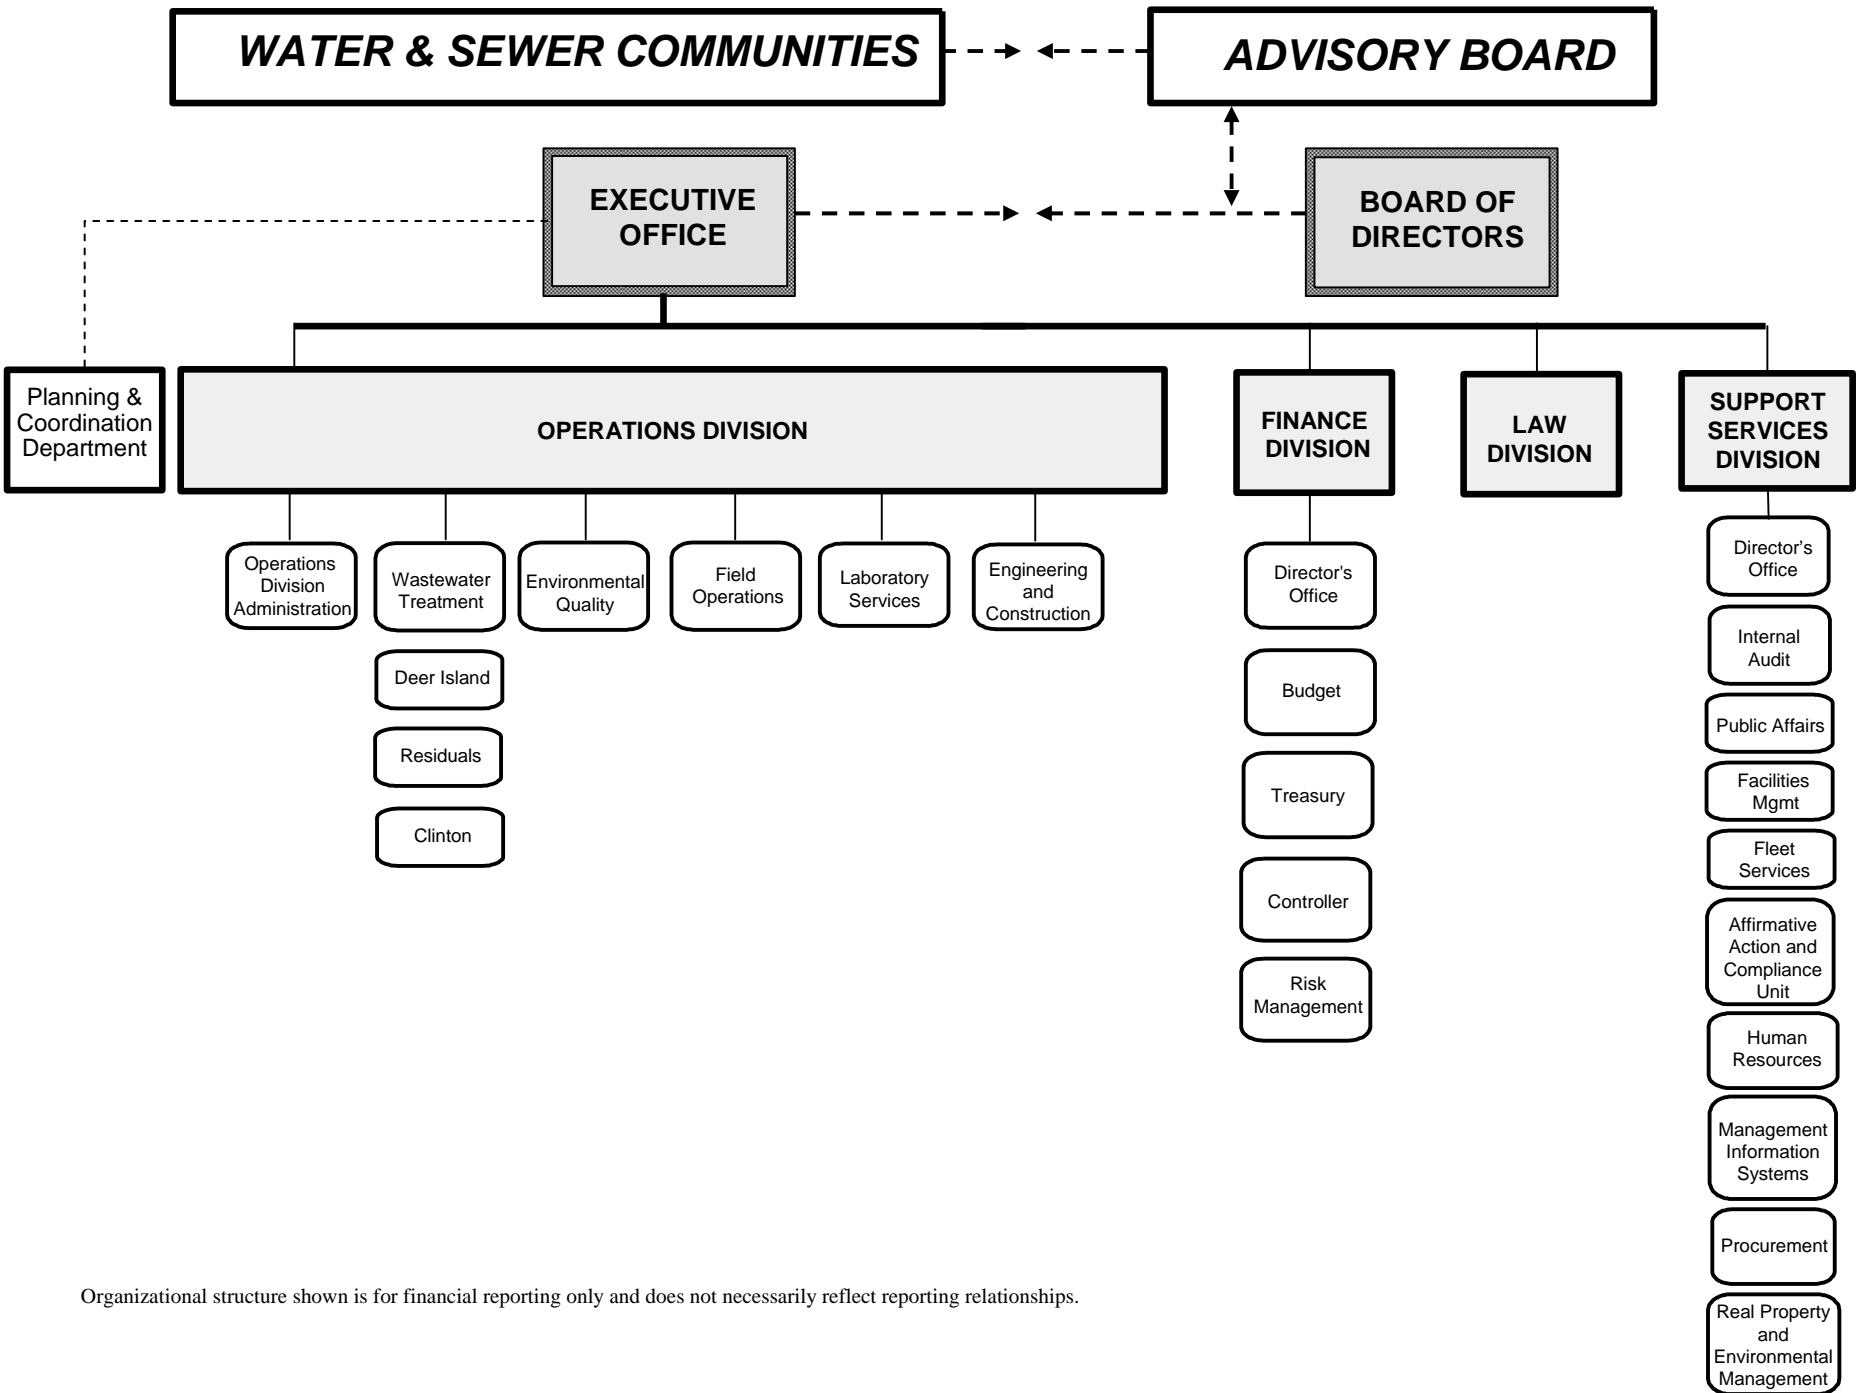 WATER & SEWER COMMUNITIES
ADVISORY BOARD
EXECUTIVE
OFFICE
BOARD OF
DIRECTORS
Planning &
Coordination
Department
OPERATIONS DIVISION
FINANCE
DIVISION
LAW
DIVISION
SUPPORT
SERVICES
DIVISION
Operations
Division
Administration
Wastewater
Treatment
Environmental
Quality
Field
Operations
Laboratory
Services
Engineering
and
Construction
Deer Island
Residuals
Clinton
Director's
Office
Budget
Treasury
Controller
Risk
Management
Director's
Office
Internal
Audit
Public Affairs
Facilities
Mgmt
Fleet
Services
Affirmative
Action and
Compliance
Unit
Human
Resources
Management
Information
Systems
Procurement
Real Property
and
Environmental
Management
Organizational structure shown is for financial reporting only and does not necessarily reflect reporting relationships.